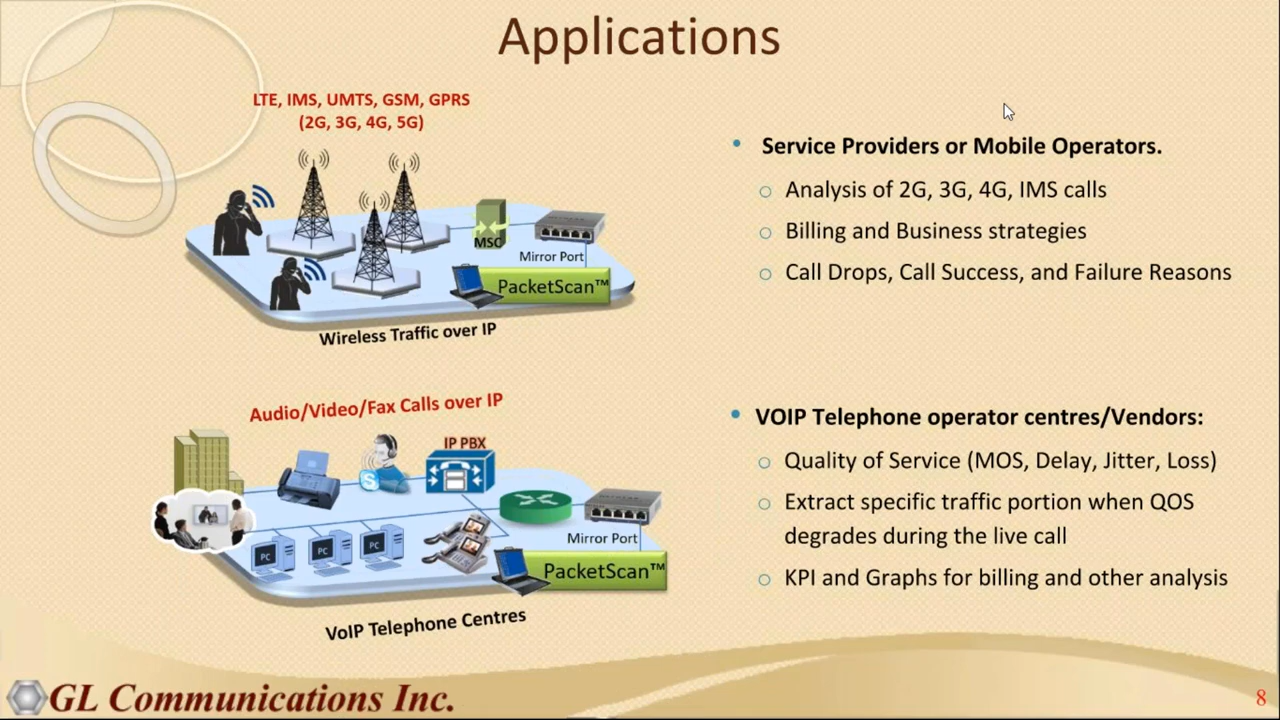 Applications
LTE, IMS, UMTS, GSM, GPRS
(2G, 3G, 4G, 5G)
MSC
Mirror Port
PacketScan™
Wireless Traffic over IP
• Service Providers or Mobile Operators.
○ Analysis of 2G, 3G, 4G, IMS calls
○ Billing and Business strategies
○ Call Drops, Call Success, and Failure Reasons
Audio/Video/Fax Calls over IP
IP PBX
S
PC
PC
PC
Mirror Port
PacketScan™
VoIP Telephone Centres
• VOIP Telephone operator centres/Vendors:
○ Quality of Service (MOS, Delay, Jitter, Loss)
○ Extract specific traffic portion when QOS
degrades during the live call
○ KPI and Graphs for billing and other analysis
GL Communications Inc.
8